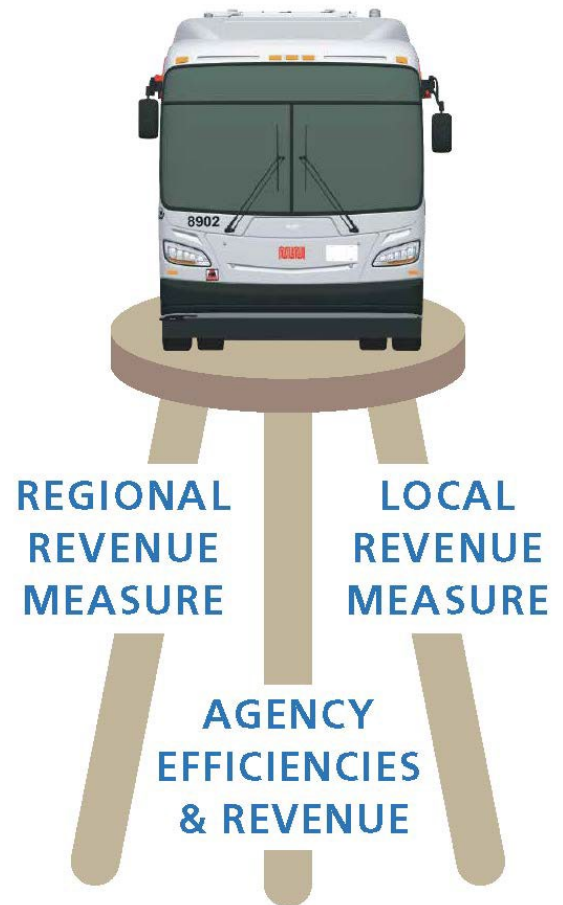 8902
REGIONAL
REVENUE
MEASURE
LOCAL
REVENUE
MEASURE
AGENCY
EFFICIENCIES
& REVENUE